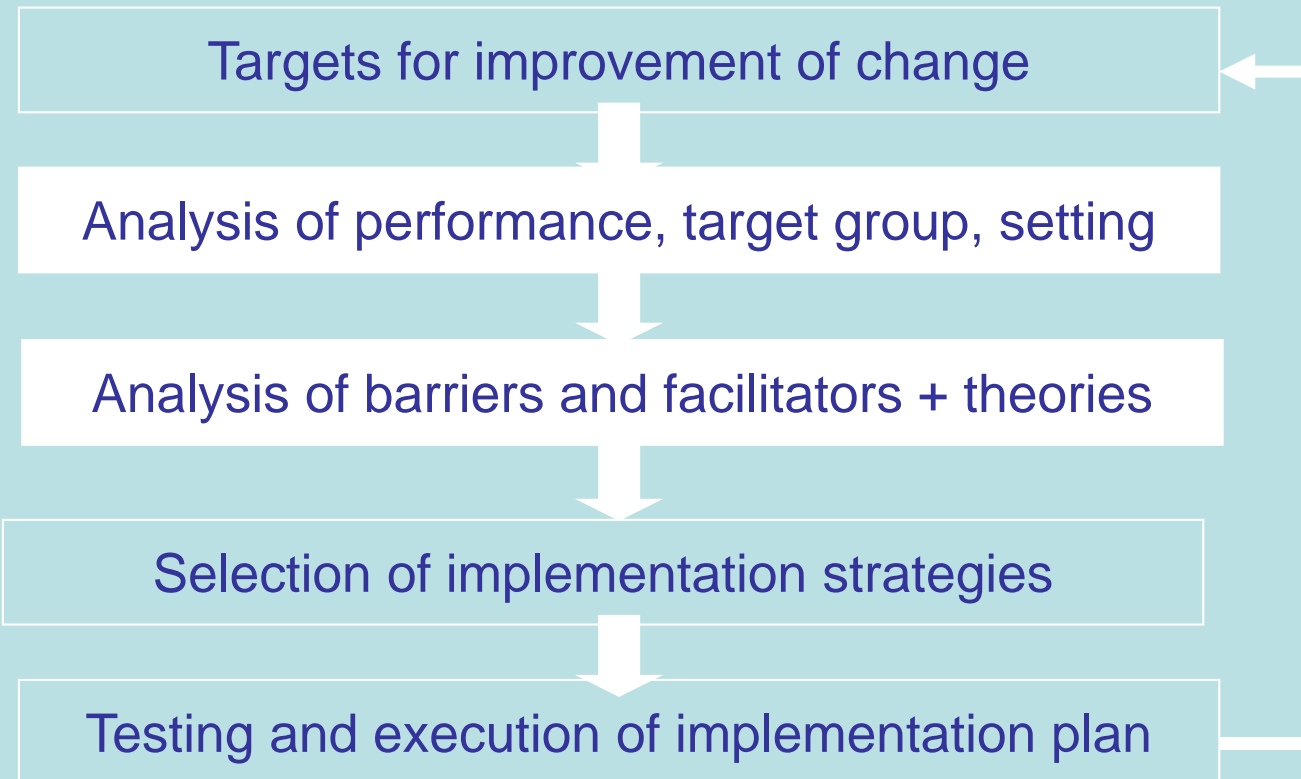 Targets for improvement of change
Analysis of performance, target group, setting
Analysis of barriers and facilitators + theories
Selection of implementation strategies
Testing and execution of implementation plan